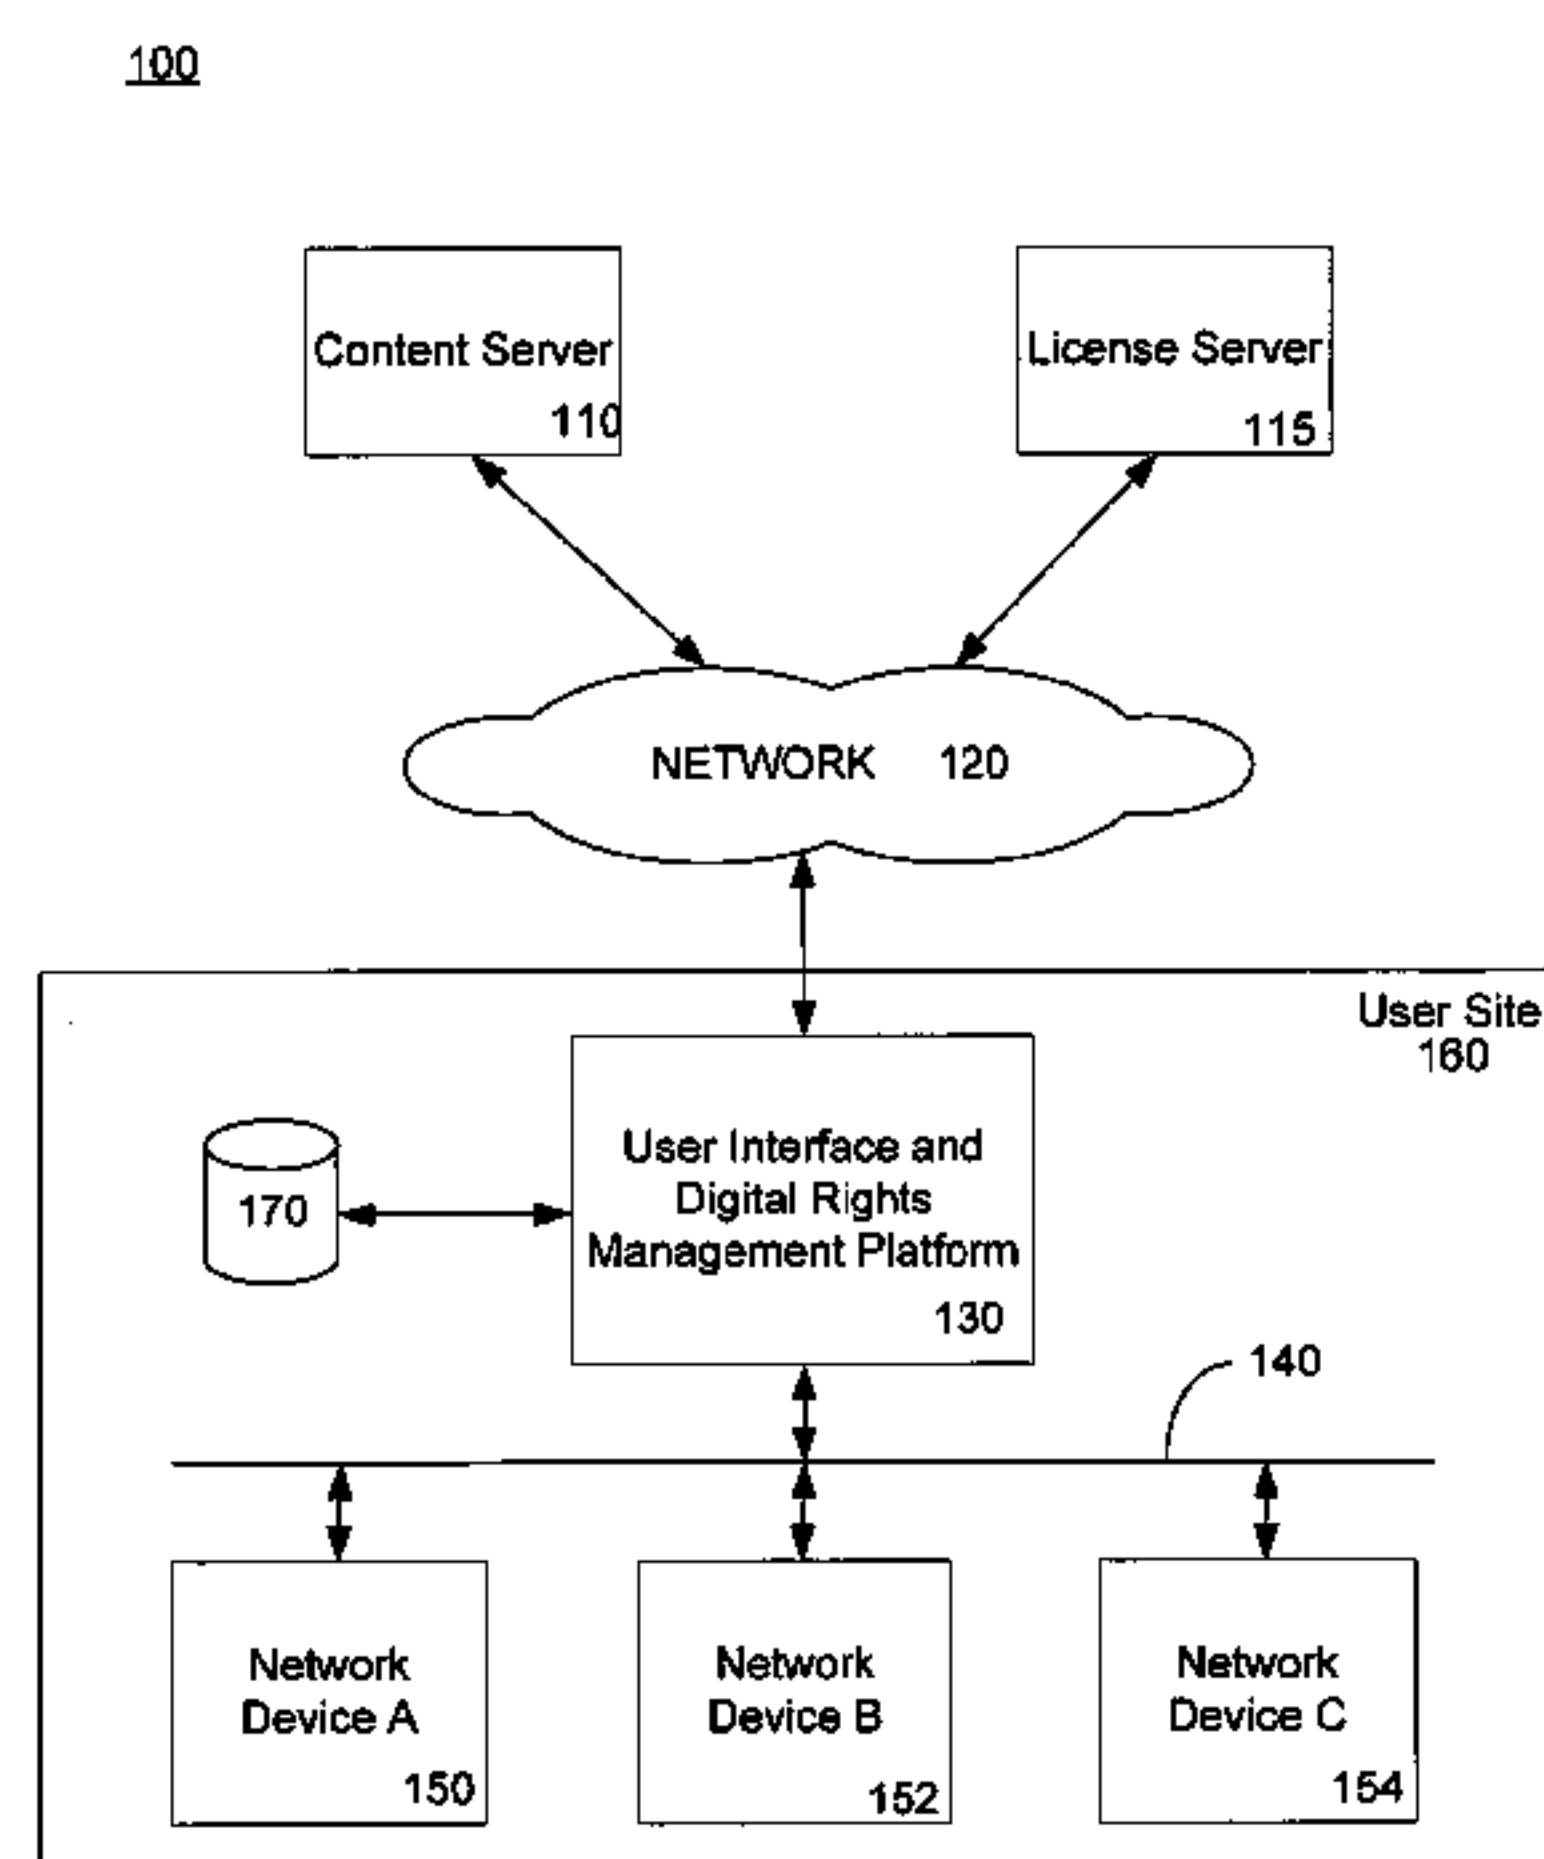 100
Content Server
110
License Server
115
NETWORK 120
User Site
160
170
User Interface and
Digital Rights
Management Platform
130
140
Network
Device A
150
Network
Device B
152
Network
Device C
154